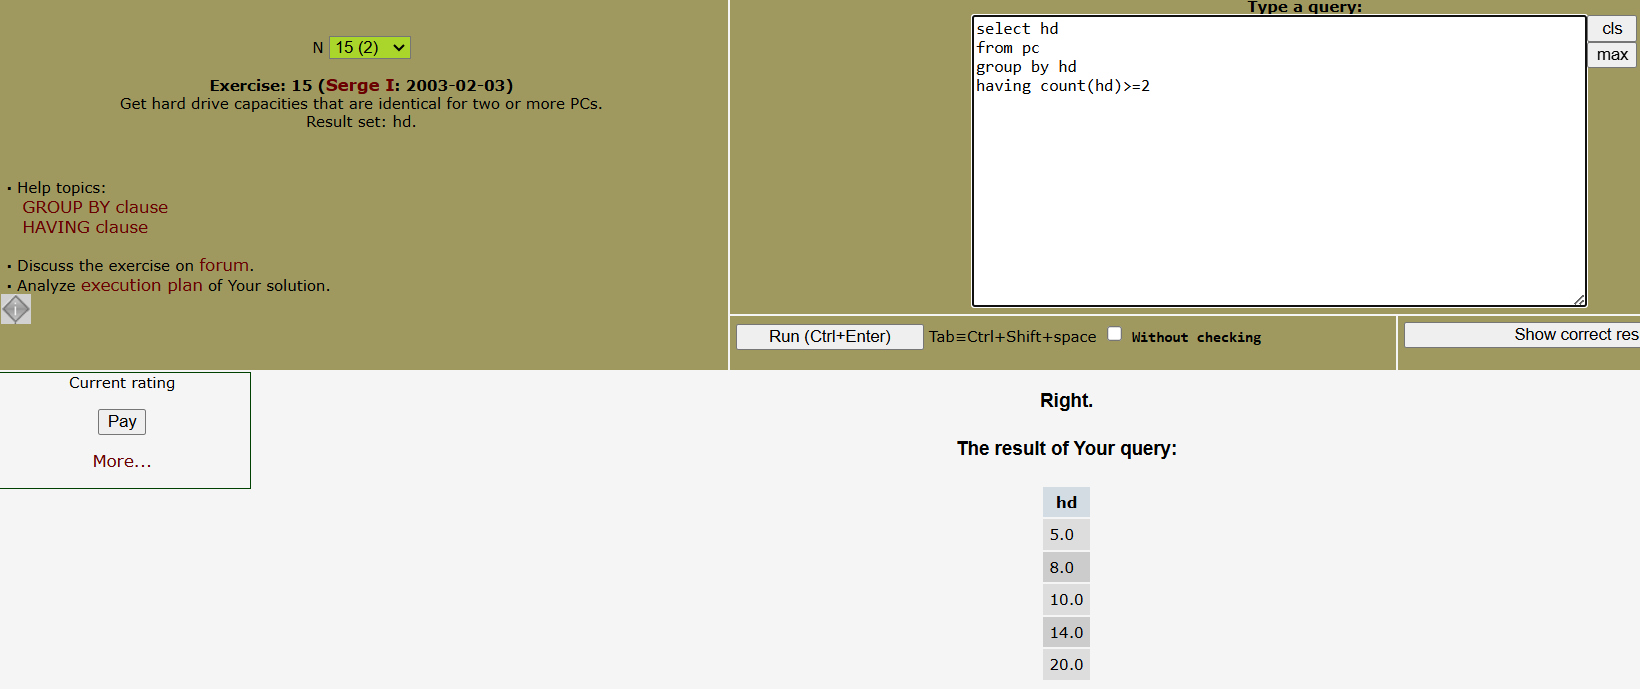 N 15 (2)
Exercise: 15 (Serge I: 2003-02-03)
Get hard drive capacities that are identical for two or more PCs.
Result set: hd.
· Help topics:
GROUP BY clause
HAVING clause
· Discuss the exercise on forum.
· Analyze execution plan of Your solution.
Type a query:
select hd
from pc
group by hd
having count(hd)>=2
cls
max
Run (Ctrl+Enter) Tab≡Ctrl+Shift+space Without checking
Show correct res
Current rating
Pay
More...
Right.
The result of Your query:
hd
5.0
8.0
10.0
14.0
20.0